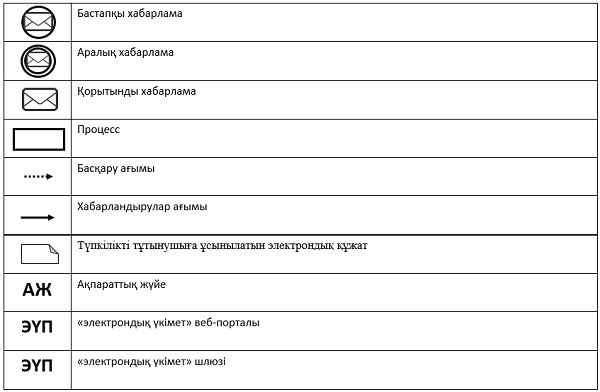 Бастапқы хабарлама
Аралық хабарлама
Қорытынды хабарлама
Процесс
Басқару ағымы
Хабарландырулар ағымы
Түпкілікті тұтынушыға ұсынылатын электрондық құжат
АЖ Ақпараттық жүйе
ЭҮП «электрондық үкімет» веб-порталы
ЭҮП «электрондық үкімет» шлюзі